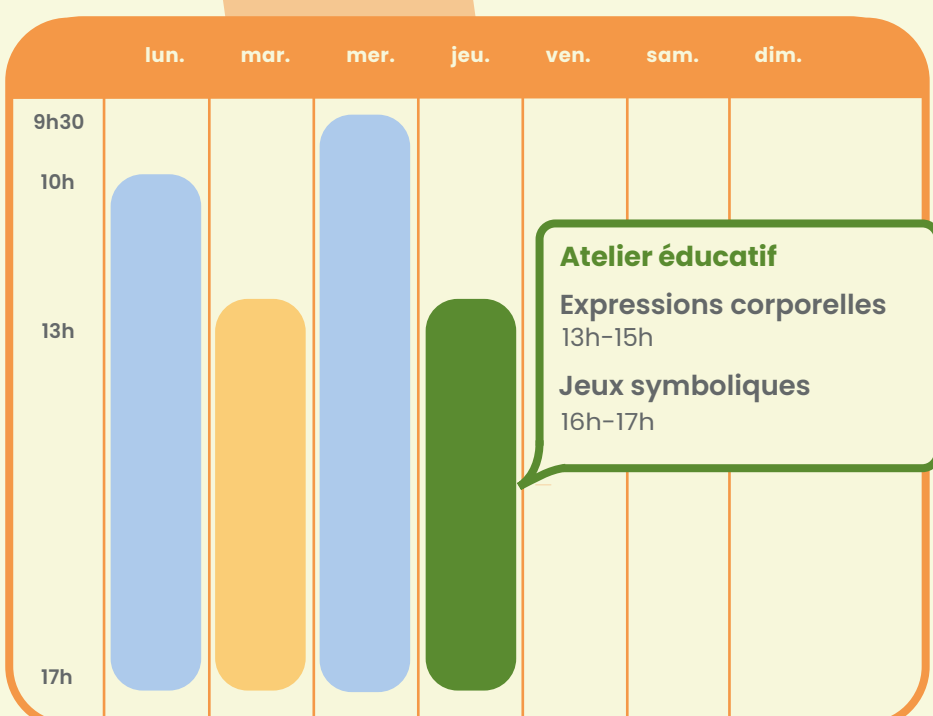 lun. mar. mer. jeu. ven. sam. dim.
9h30
10h
Atelier éducatif
Expressions corporelles
13h
13h-15h
Jeux symboliques
16h-17h
17h